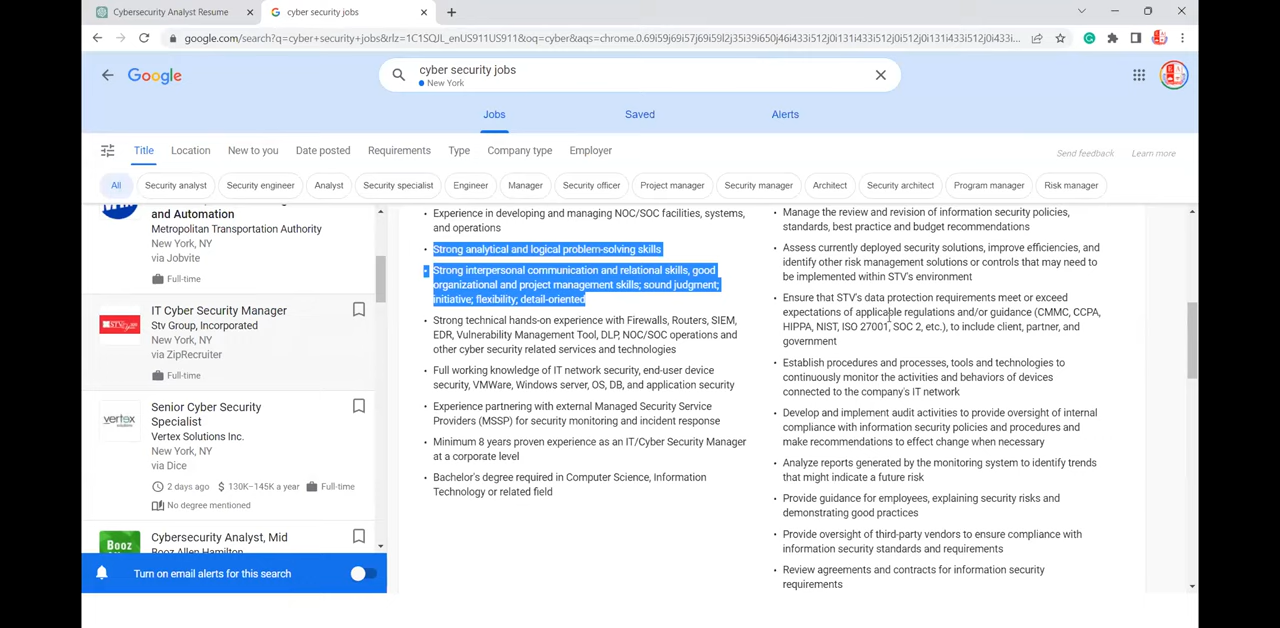 Cybersecurity Analyst Resume
cyber security jobs
google.com/search?q=cyber+security+jobs&rlz=1C1SQJL_enUS911US911&oq=cyber&aqs=chrome.0.69i59j69i57j69i59l2j35i39i650j46i433i512j0i131i433i512j0i512j0i131i433i512j0i433i...
Google
cyber security jobs
New York
Jobs
Saved
Alerts
Title
Location
New to you
Date posted
Requirements
Type
Company type
Employer
Send feedback
Learn more
All
Security analyst
Security engineer
Analyst
Security specialist
Engineer
Manager
Security officer
Project manager
Security manager
Architect
Security architect
Program manager
Risk manager
and Automation
Metropolitan Transportation Authority
New York, NY
via Jobvite
Full-time
IT Cyber Security Manager
Stv Group, Incorporated
New York, NY
via ZipRecruiter
Full-time
Senior Cyber Security
Specialist
vertex
Vertex Solutions Inc.
New York, NY
via Dice
2 days ago
130K–145K a year
Full-time
No degree mentioned
Cybersecurity Analyst, Mid
Booz
Booz Allen Hamilton
Turn on email alerts for this search
• Experience in developing and managing NOC/SOC facilities, systems,
and operations
• Strong analytical and logical problem-solving skills
• Strong interpersonal communication and relational skills, good
organizational and project management skills; sound judgment;
initiative; flexibility; detail-oriented
• Strong technical hands-on experience with Firewalls, Routers, SIEM,
EDR, Vulnerability Management Tool, DLP, NOC/SOC operations and
other cyber security related services and technologies
• Full working knowledge of IT network security, end-user device
security, VMWare, Windows server, OS, DB, and application security
• Experience partnering with external Managed Security Service
Providers (MSSP) for security monitoring and incident response
• Minimum 8 years proven experience as an IT/Cyber Security Manager
at a corporate level
• Bachelor's degree required in Computer Science, Information
Technology or related field
• Manage the review and revision of information security policies,
standards, best practice and budget recommendations
• Assess currently deployed security solutions, improve efficiencies, and
identify other risk management solutions or controls that may need to
be implemented within STV's environment
• Ensure that STV's data protection requirements meet or exceed
expectations of applicable regulations and/or guidance (CMMC, CCPA,
HIPPA, NIST, ISO 27001, SOC 2, etc.), to include client, partner, and
government
• Establish procedures and processes, tools and technologies to
continuously monitor the activities and behaviors of devices
connected to the company's IT network
• Develop and implement audit activities to provide oversight of internal
compliance with information security policies and procedures and
make recommendations to effect change when necessary
• Analyze reports generated by the monitoring system to identify trends
that might indicate a future risk
• Provide guidance for employees, explaining security risks and
demonstrating good practices
• Provide oversight of third-party vendors to ensure compliance with
information security standards and requirements
• Review agreements and contracts for information security
requirements